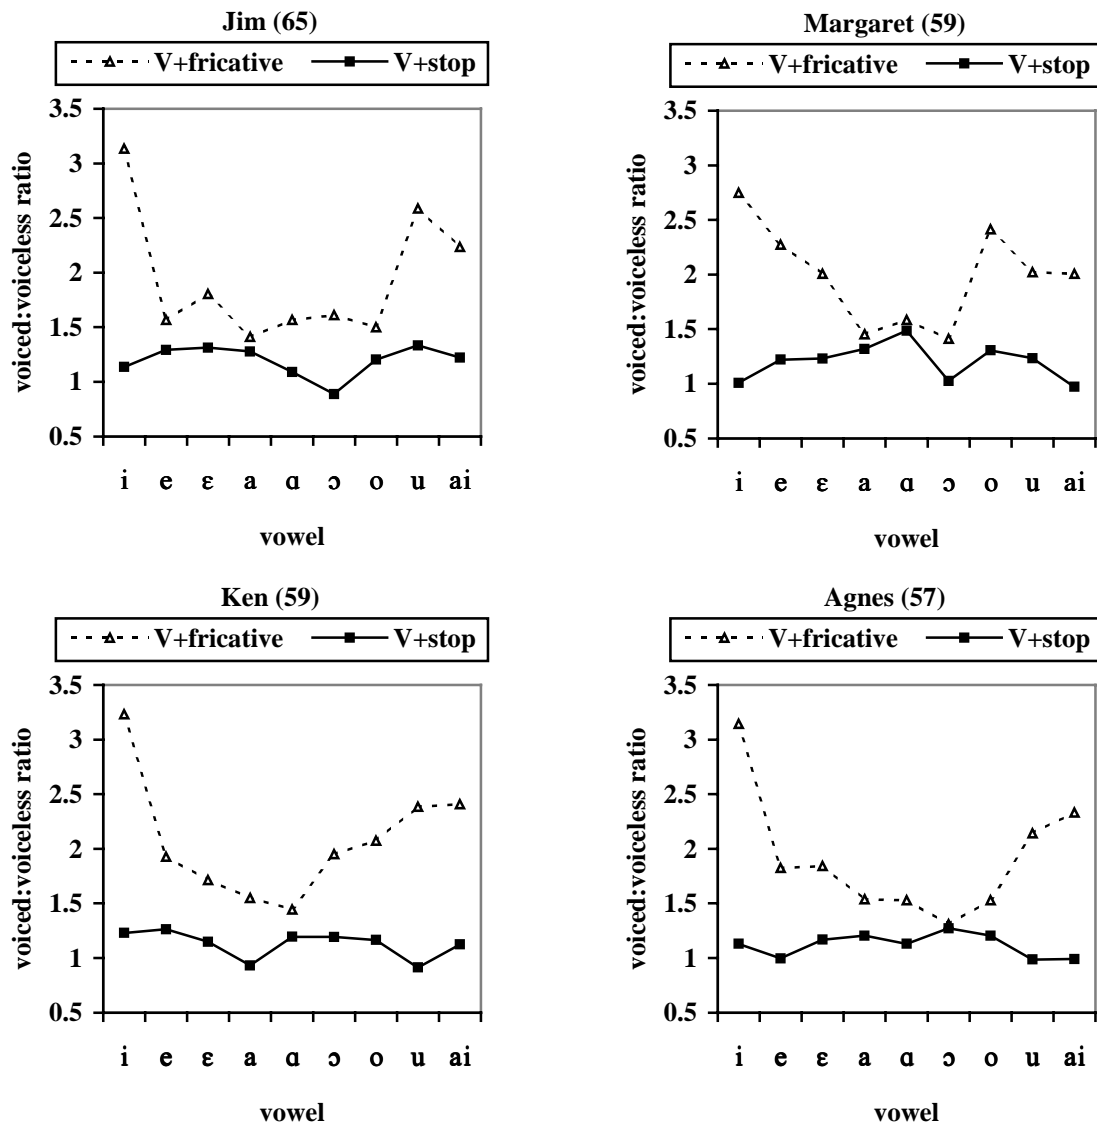 Jim (65)
V+fricative V+stop
voiced:voiceless ratio
3.5
3
2.5
2
1.5
1
0.5
i e ɛ a ɑ ɔ o u ai
vowel
Margaret (59)
V+fricative V+stop
voiced:voiceless ratio
3.5
3
2.5
2
1.5
1
0.5
i e ɛ a ɑ ɔ o u ai
vowel
Ken (59)
V+fricative V+stop
voiced:voiceless ratio
3.5
3
2.5
2
1.5
1
0.5
i e ɛ a ɑ ɔ o u ai
vowel
Agnes (57)
V+fricative V+stop
voiced:voiceless ratio
3.5
3
2.5
2
1.5
1
0.5
i e ɛ a ɑ ɔ o u ai
vowel